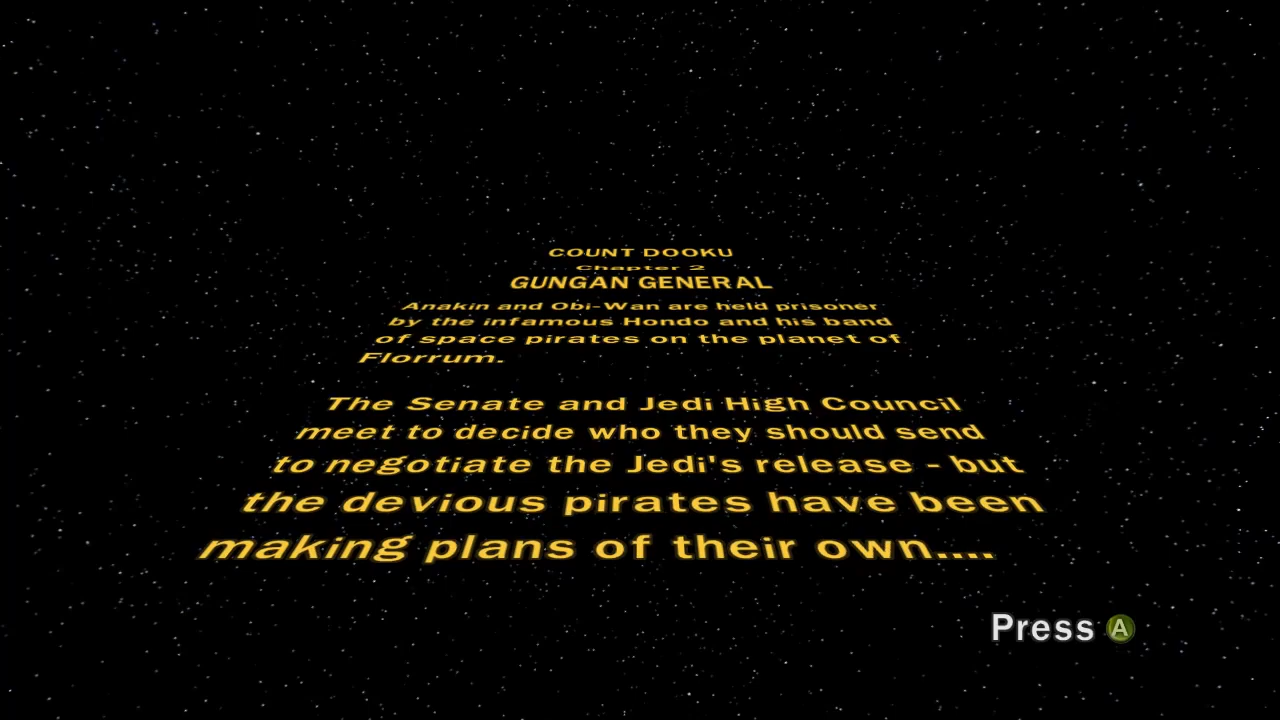 COUNT DOOKU
Chapter 2
GUNGAN GENERAL
Anakin and Obi-Wan are held prisoner
by the infamous Hondo and his band
of space pirates on the planet of
Florrum.
The Senate and Jedi High Council
meet to decide who they should send
to negotiate the Jedi's release - but
the devious pirates have been
making plans of their own....
Press A